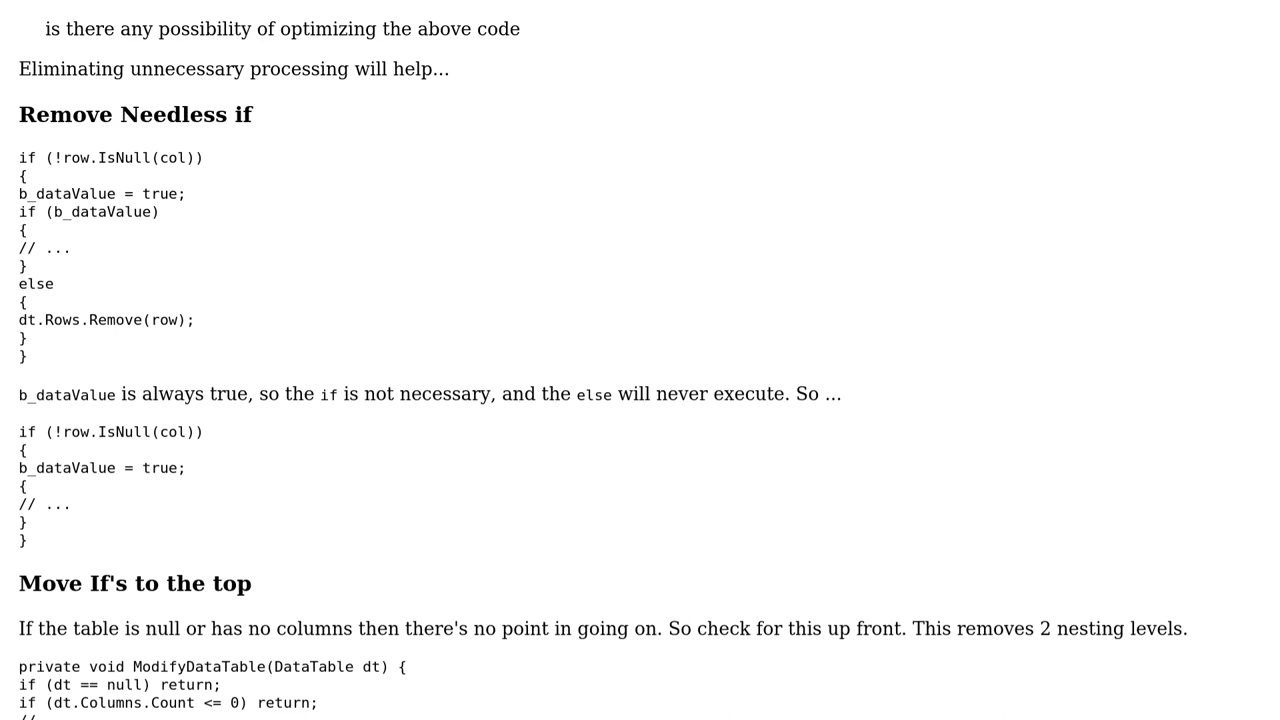 is there any possibility of optimizing the above code
Eliminating unnecessary processing will help...
Remove Needless if
if (!row.IsNull(col))
{
b_dataValue = true;
if (b_dataValue)
{
// ...
}
else
{
dt.Rows.Remove(row);
}
}
b_dataValue is always true, so the if is not necessary, and the else will never execute. So ...
if (!row.IsNull(col))
{
b_dataValue = true;
{
// ...
}
}
Move If's to the top
If the table is null or has no columns then there's no point in going on. So check for this up front. This removes 2 nesting levels.
private void ModifyDataTable(DataTable dt) {
if (dt == null) return;
if (dt.Columns.Count <= 0) return;
//